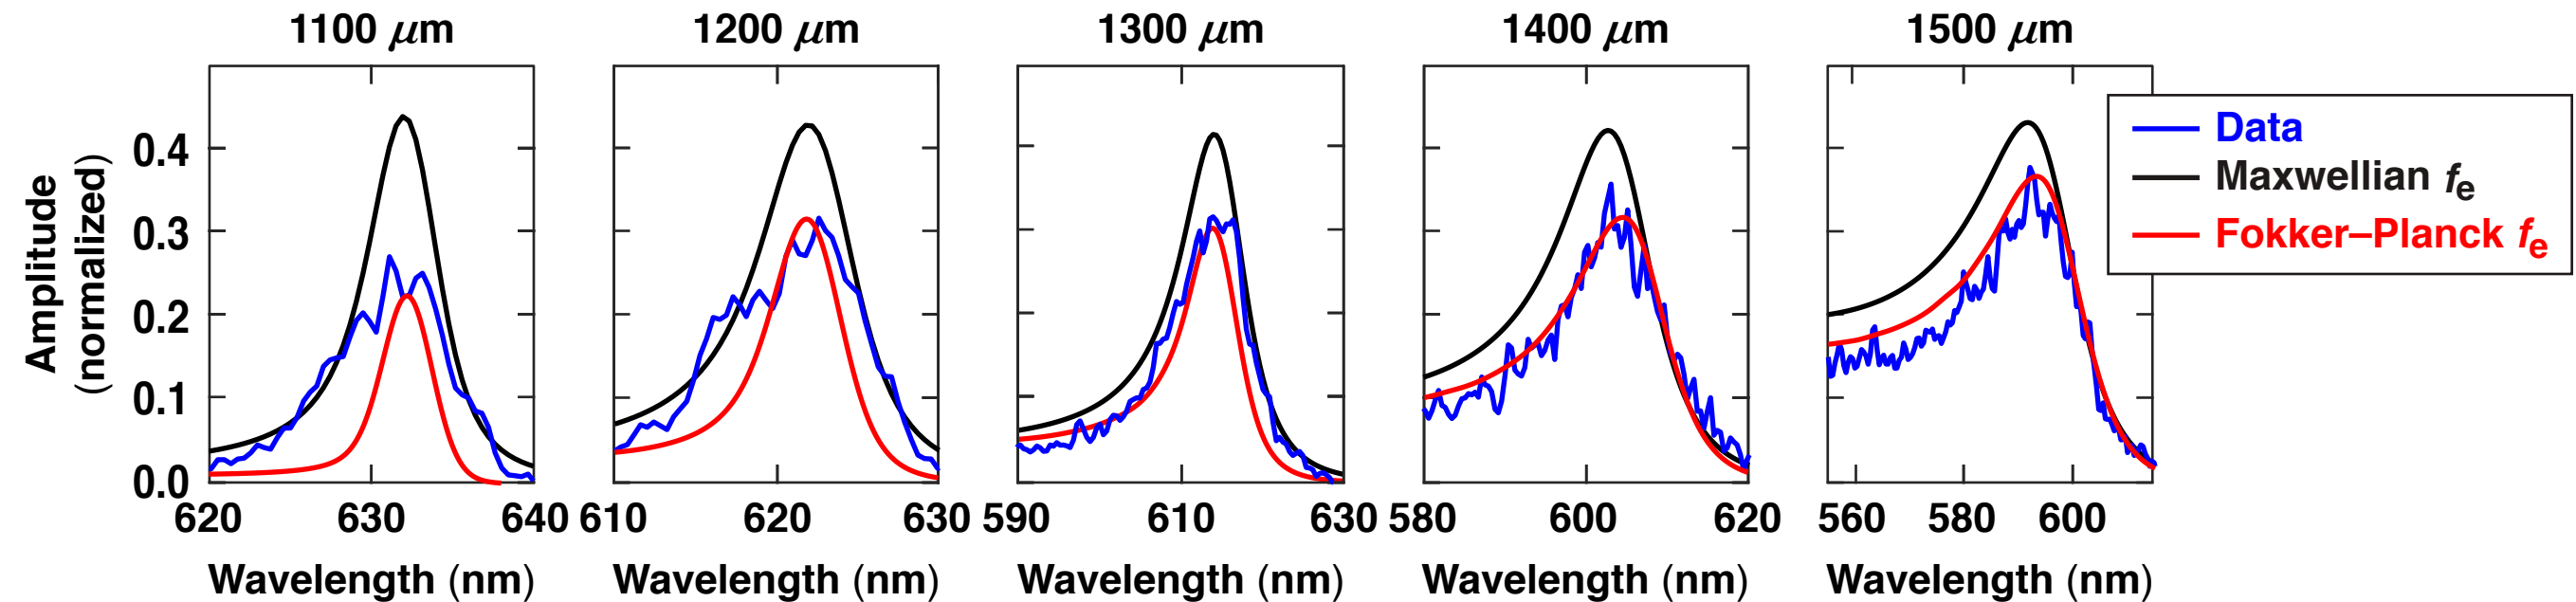 1100 μm
1200 μm
1300 μm
1400 μm
1500 μm
Amplitude
(normalized)
0.4
0.3
0.2
0.1
0.0
Data
Maxwellian fe
Fokker–Planck fe
620 630 640
610 620 630
590 610 630
580 600 620
560 580 600
Wavelength (nm)
Wavelength (nm)
Wavelength (nm)
Wavelength (nm)
Wavelength (nm)